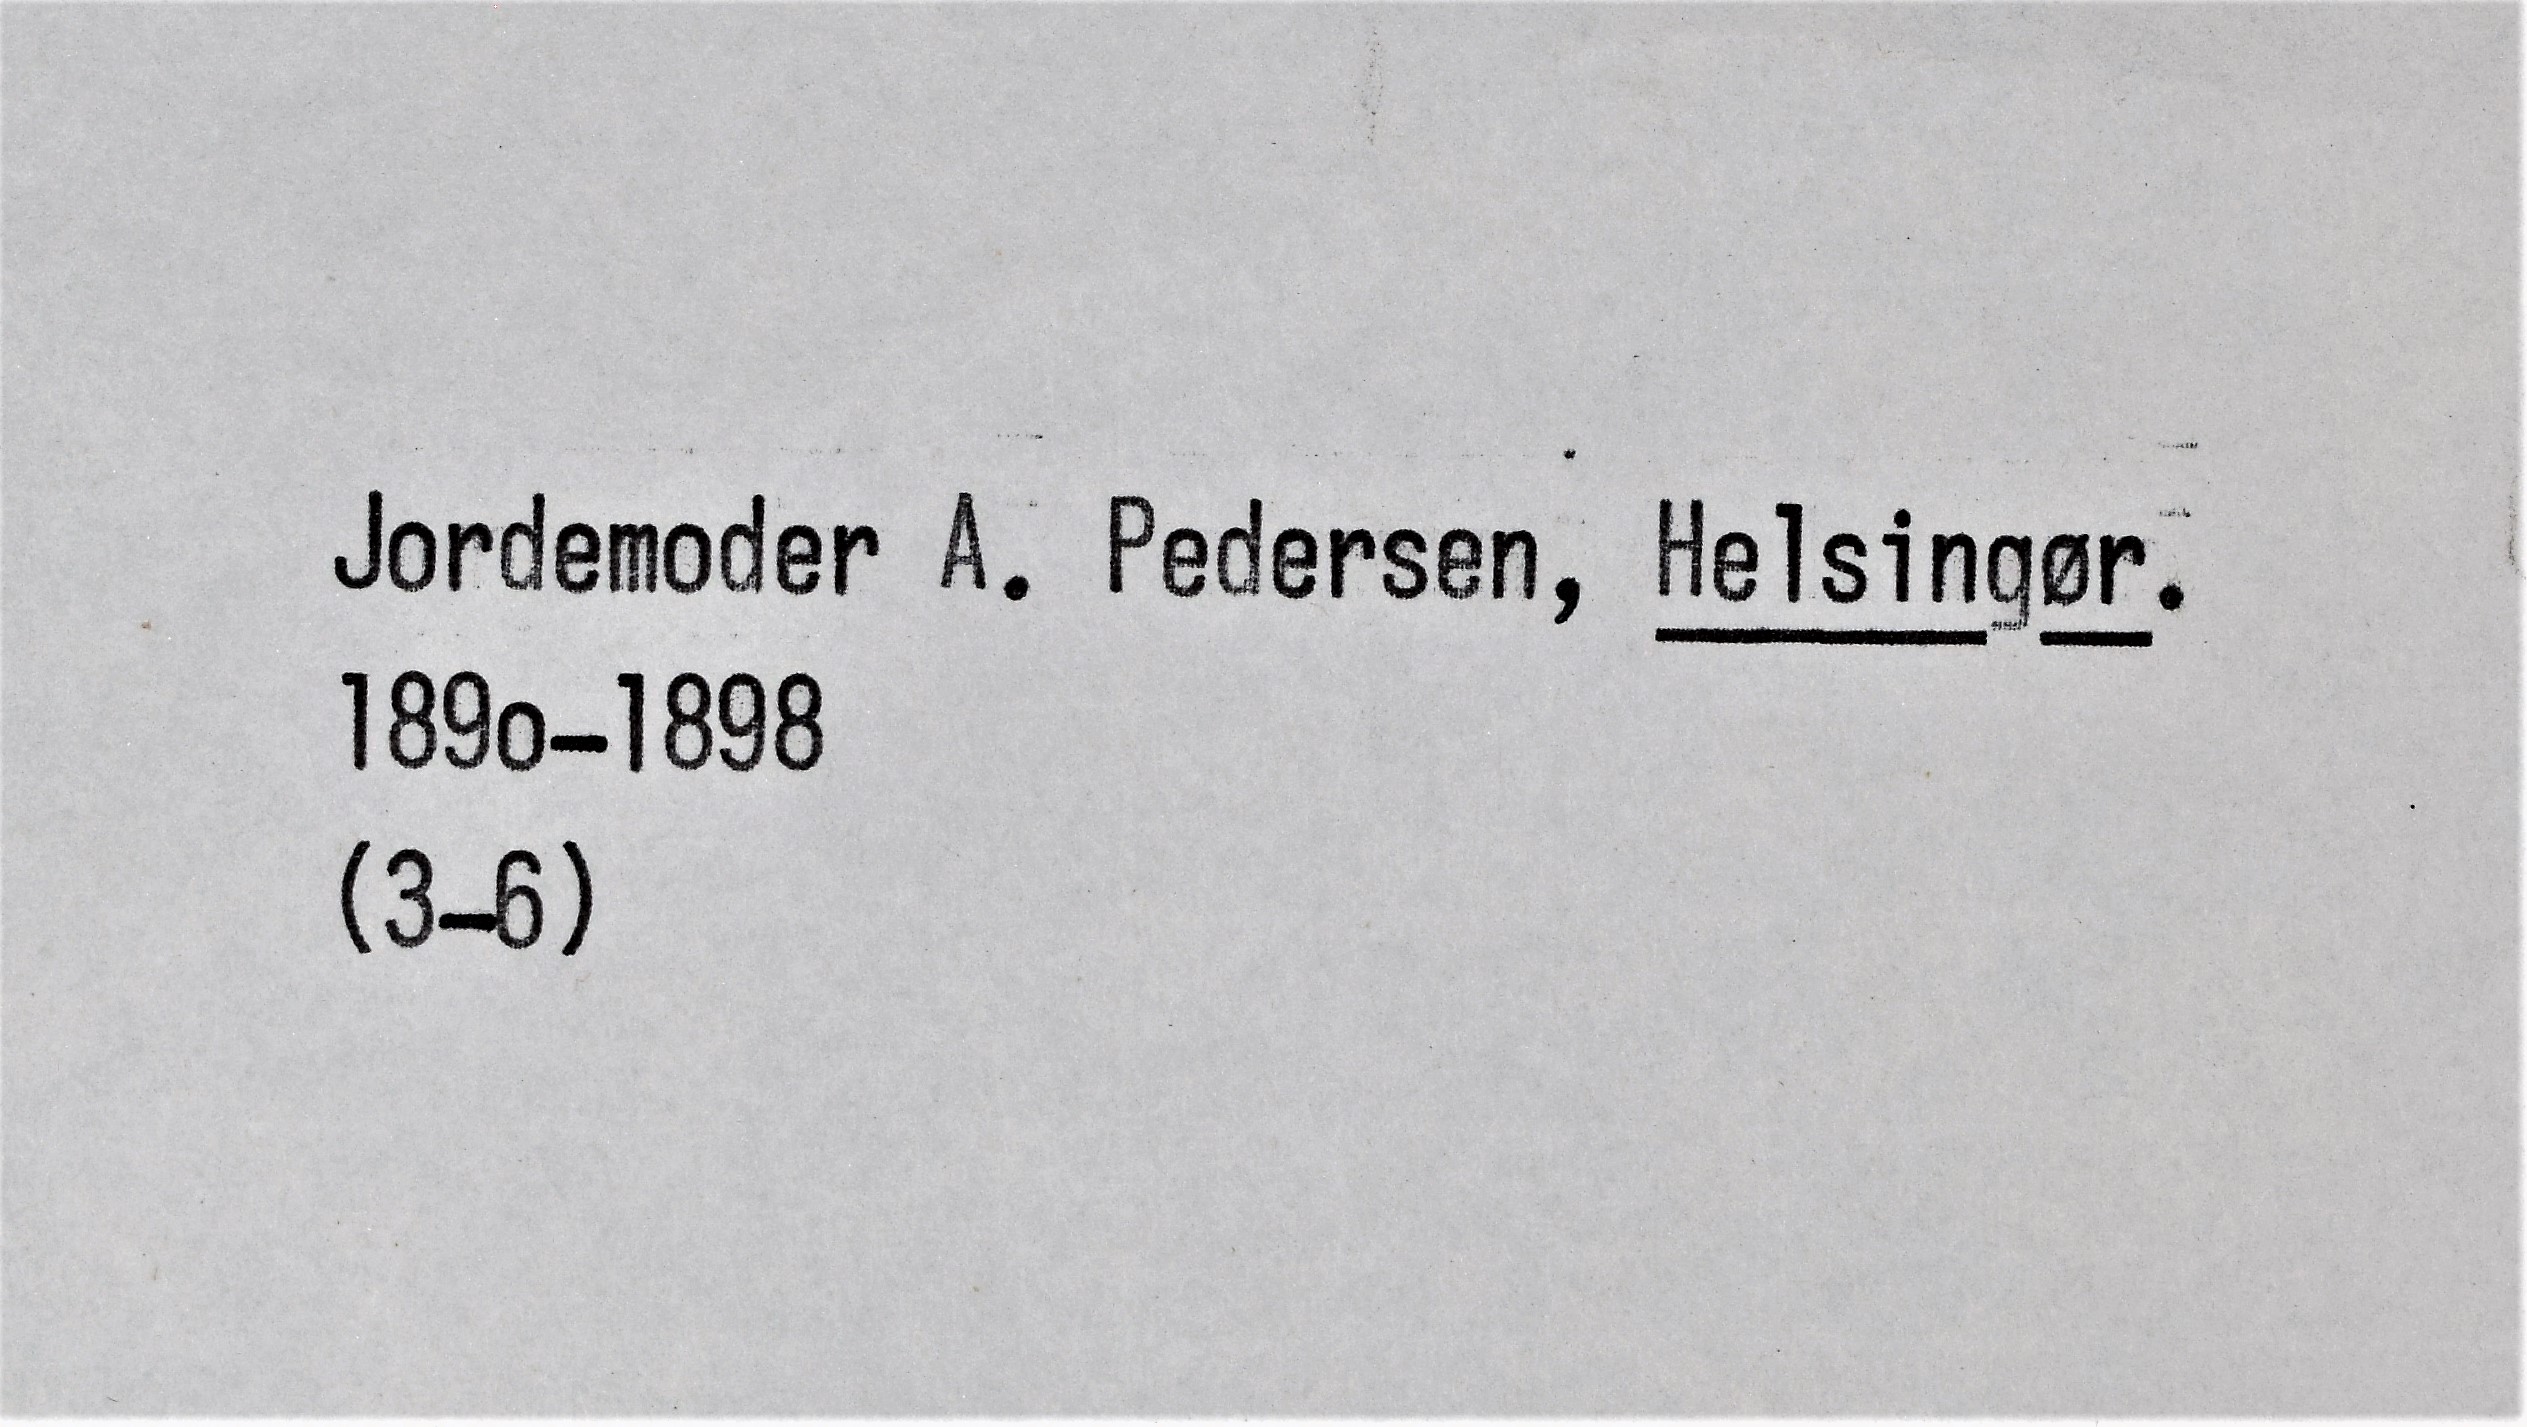 Jordemoder A. Pedersen, Helsingør.
189o-1898
(3-6)